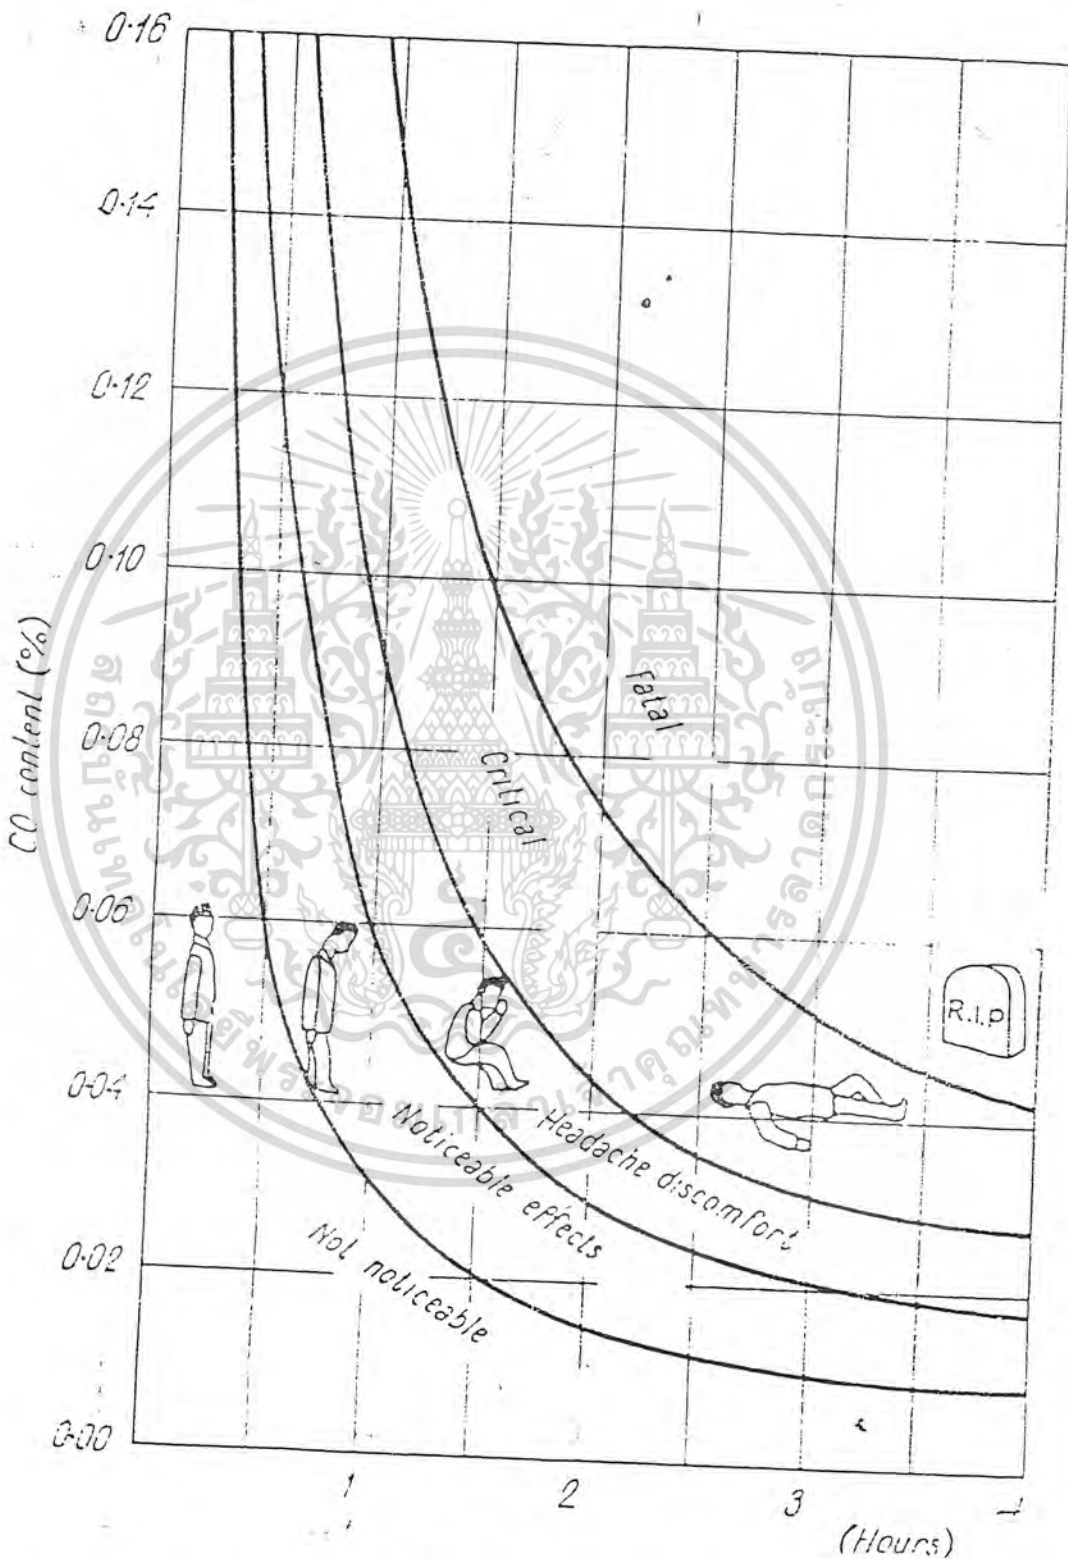 0.16
0.14
0.12
0.10
0.08
0.06
0.04
0.02
0.00
CO content (%)
Fatal
Critical
R.I.P
Headache discomfort
Noticeable effects
Not noticeable
1
2
3
4
(Hours)